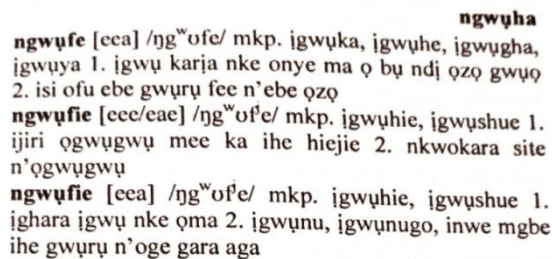 ngwụha
ngwụfe [eea] /ŋgʷʊfe/ mkp. ịgwụka, ịgwụhe, ịgwụgha,
ịgwụya 1. ịgwụ karịa nke onye ma ọ bụ ndị ọzọ gwụọ
2. isi ofu ebe gwụrụ fee n'ebe ọzọ
ngwụfie [eee/eae] /ŋgʷʊfʲe/ mkp. ịgwụhie, ịgwụshue 1.
ijiri ọgwụgwụ mee ka ihe hiejie 2. nkwokara site
n'ọgwụgwụ
ngwụfie [eea] /ŋgʷʊfʲe/ mkp. ịgwụhie, ịgwụshue 1.
ịghara ịgwụ nke ọma 2. ịgwụnu, ịgwụnugo, inwe mgbe
ihe gwụrụ n'oge gara aga